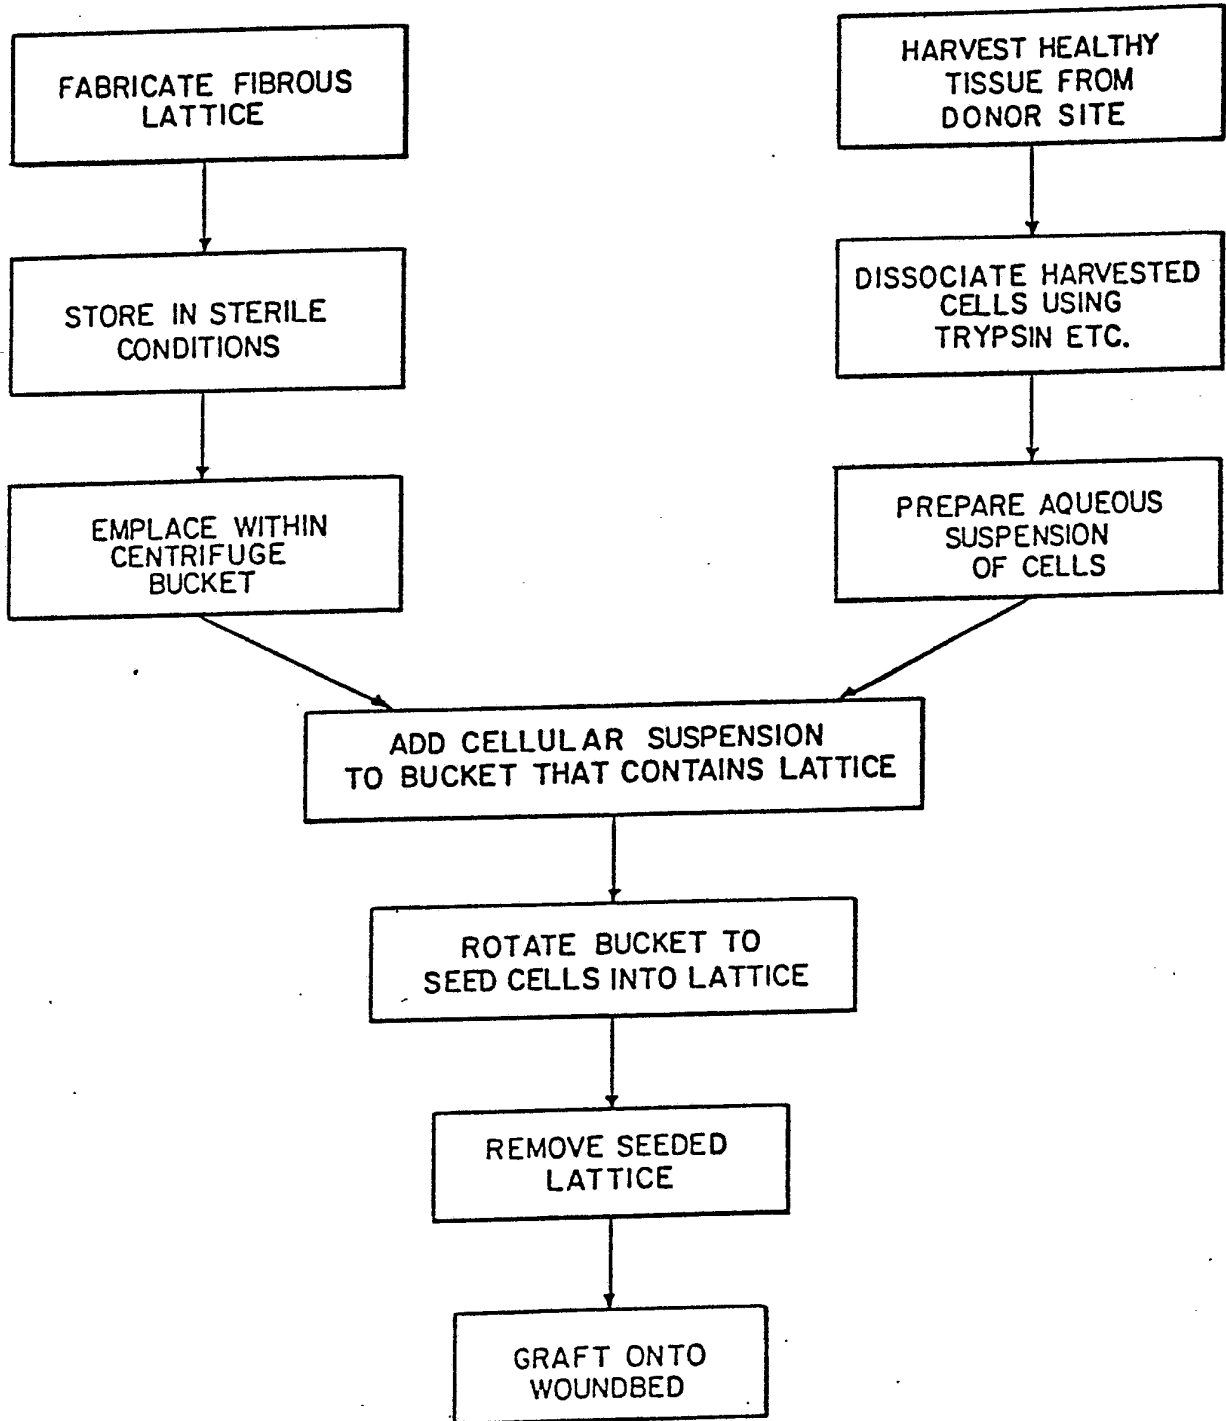 FABRICATE FIBROUS
LATTICE
STORE IN STERILE
CONDITIONS
EMPLACE WITHIN
CENTRIFUGE
BUCKET
HARVEST HEALTHY
TISSUE FROM
DONOR SITE
DISSOCIATE HARVESTED
CELLS USING
TRYPSIN ETC.
PREPARE AQUEOUS
SUSPENSION
OF CELLS
ADD CELLULAR SUSPENSION
TO BUCKET THAT CONTAINS LATTICE
ROTATE BUCKET TO
SEED CELLS INTO LATTICE
REMOVE SEEDED
LATTICE
GRAFT ONTO
WOUNDBED